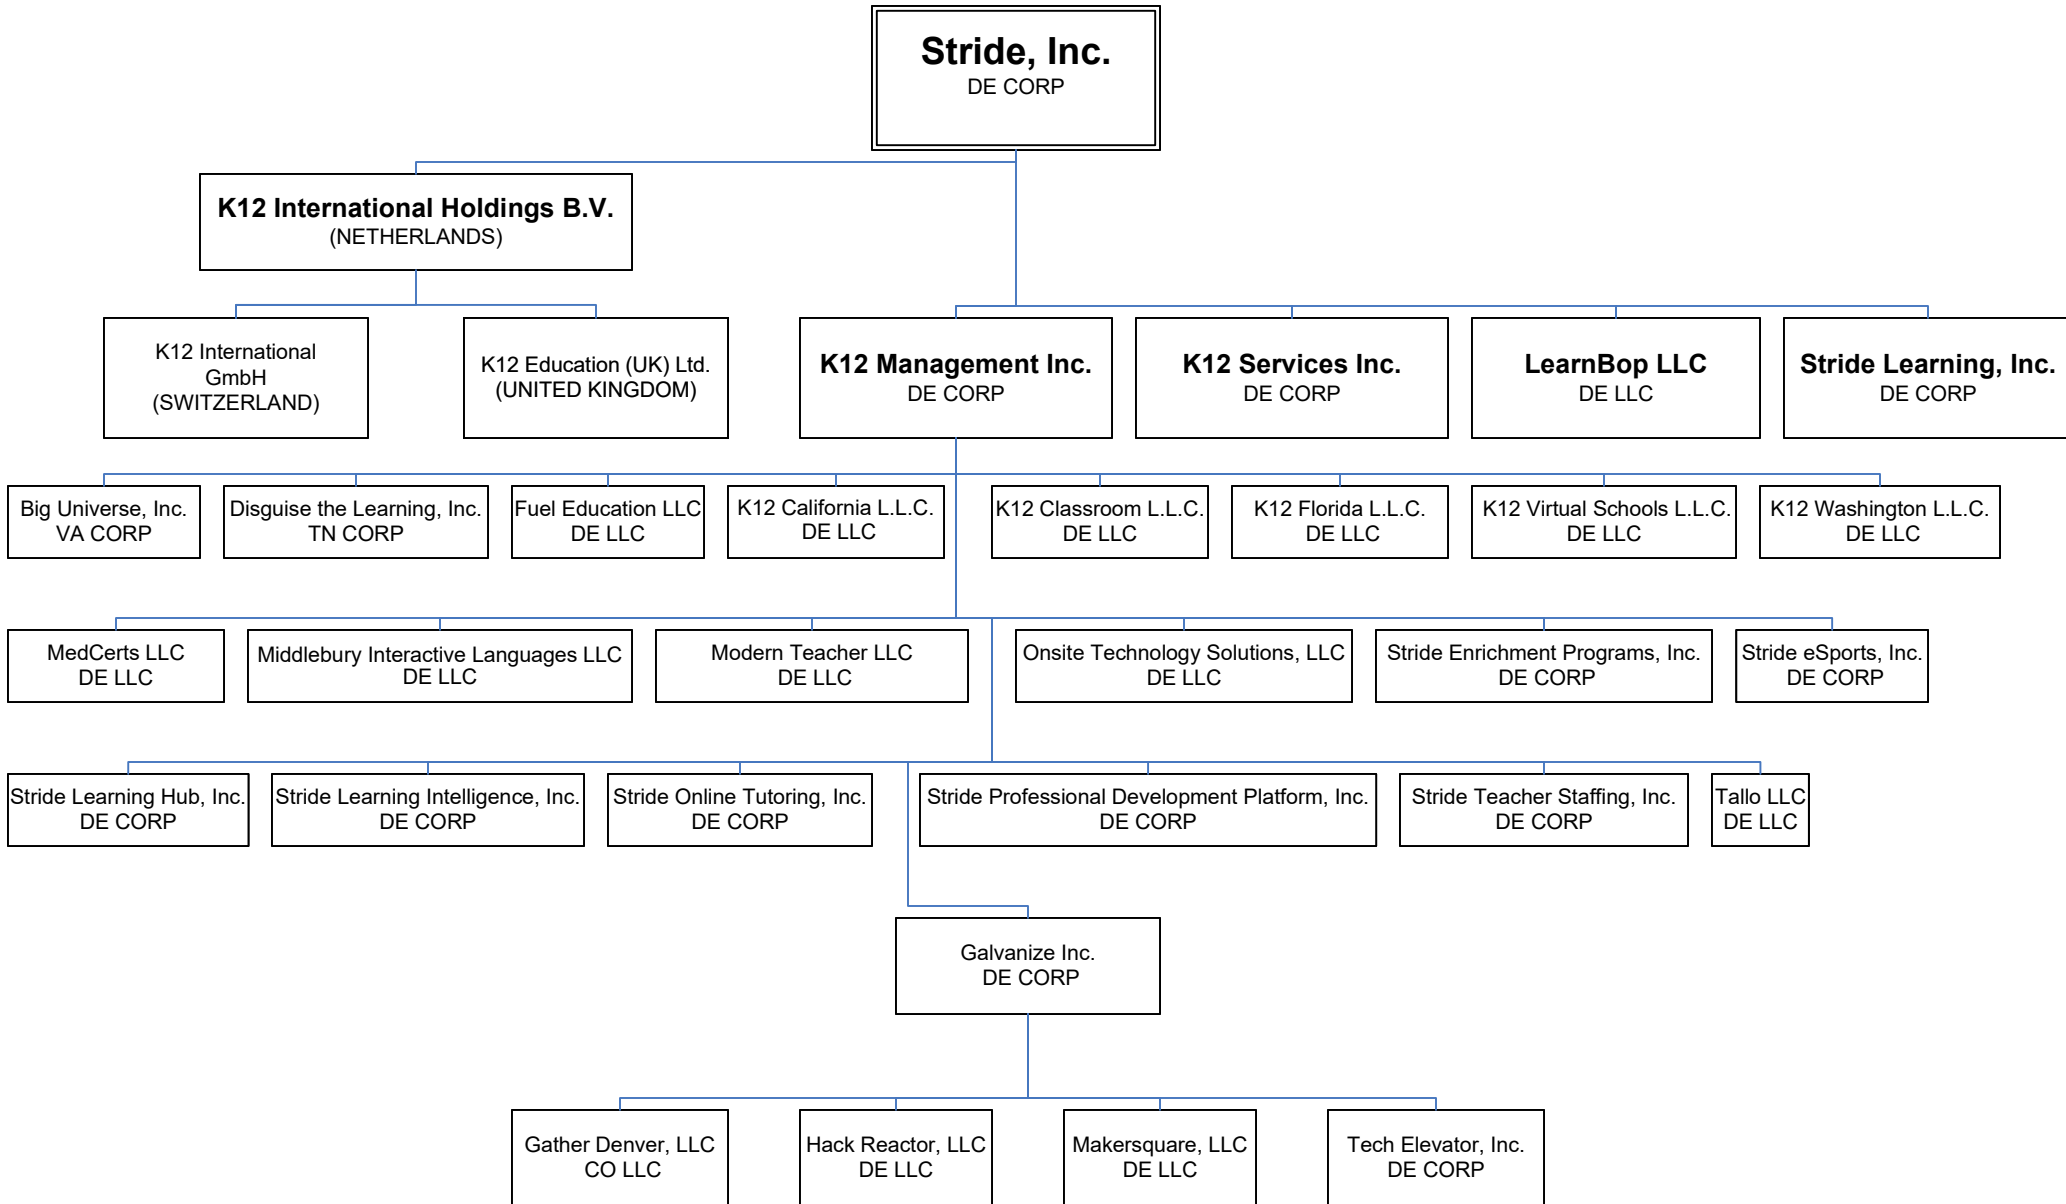 Stride, Inc.
DE CORP
K12 International Holdings B.V.
(NETHERLANDS)
K12 International
GmbH
(SWITZERLAND)
K12 Education (UK) Ltd.
(UNITED KINGDOM)
K12 Management Inc.
DE CORP
K12 Services Inc.
DE CORP
LearnBop LLC
DE LLC
Stride Learning, Inc.
DE CORP
Big Universe, Inc.
VA CORP
Disguise the Learning, Inc.
TN CORP
Fuel Education LLC
DE LLC
K12 California L.L.C.
DE LLC
K12 Classroom L.L.C.
DE LLC
K12 Florida L.L.C.
DE LLC
K12 Virtual Schools L.L.C.
DE LLC
K12 Washington L.L.C.
DE LLC
MedCerts LLC
DE LLC
Middlebury Interactive Languages LLC
DE LLC
Modern Teacher LLC
DE LLC
Onsite Technology Solutions, LLC
DE LLC
Stride Enrichment Programs, Inc.
DE CORP
Stride eSports, Inc.
DE CORP
Stride Learning Hub, Inc.
DE CORP
Stride Learning Intelligence, Inc.
DE CORP
Stride Online Tutoring, Inc.
DE CORP
Stride Professional Development Platform, Inc.
DE CORP
Stride Teacher Staffing, Inc.
DE CORP
Tallo LLC
DE LLC
Galvanize Inc.
DE CORP
Gather Denver, LLC
CO LLC
Hack Reactor, LLC
DE LLC
Makersquare, LLC
DE LLC
Tech Elevator, Inc.
DE CORP